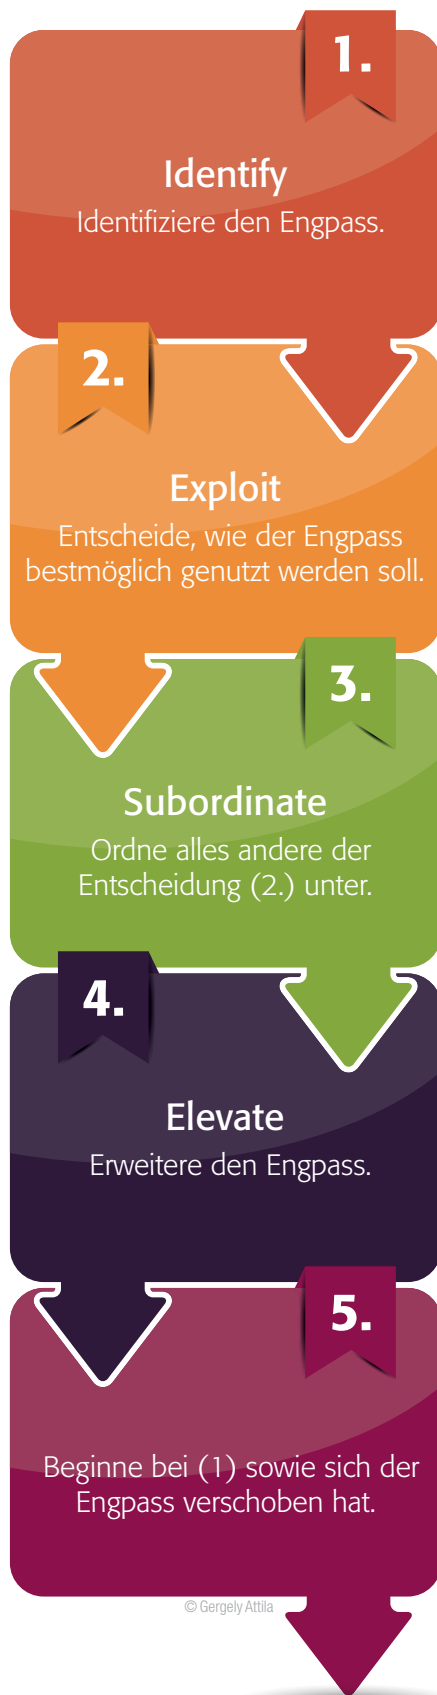 1.
Identify
Identifiziere den Engpass.
2.
Exploit
Entscheide, wie der Engpass
bestmöglich genutzt werden soll.
3.
Subordinate
Ordne alles andere der
Entscheidung (2.) unter.
4.
Elevate
Erweitere den Engpass.
5.
Beginne bei (1) sowie sich der
Engpass verschoben hat.
© Gergely Attila